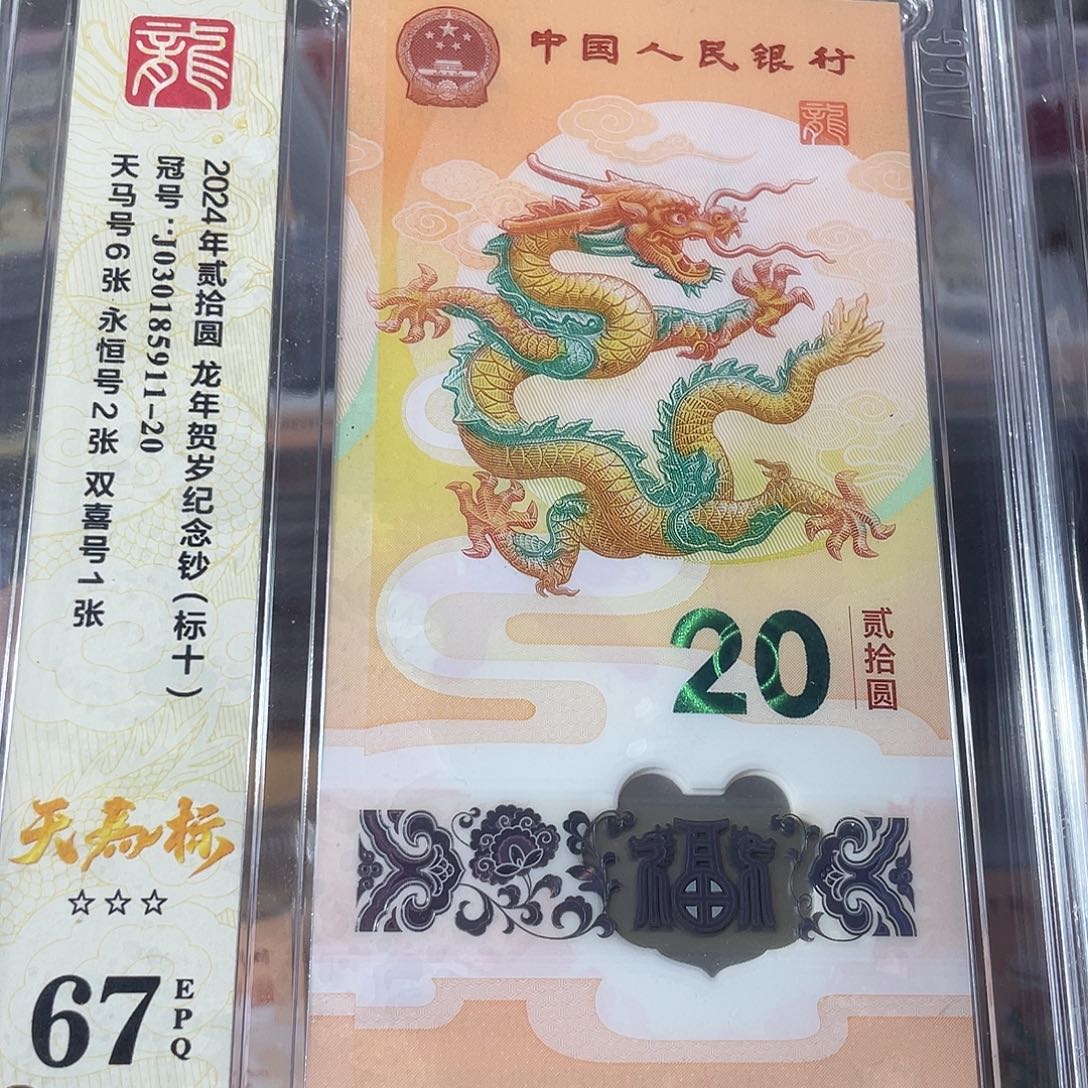 龍
2024年贰拾圆 龙年贺岁纪念钞（标十）
冠号：J030185911-20
天马号6张 永恒号2张 双喜号1张
天马标
☆☆☆
67
EPQ
中国人民银行
龍
20
贰拾圆
福
ACG